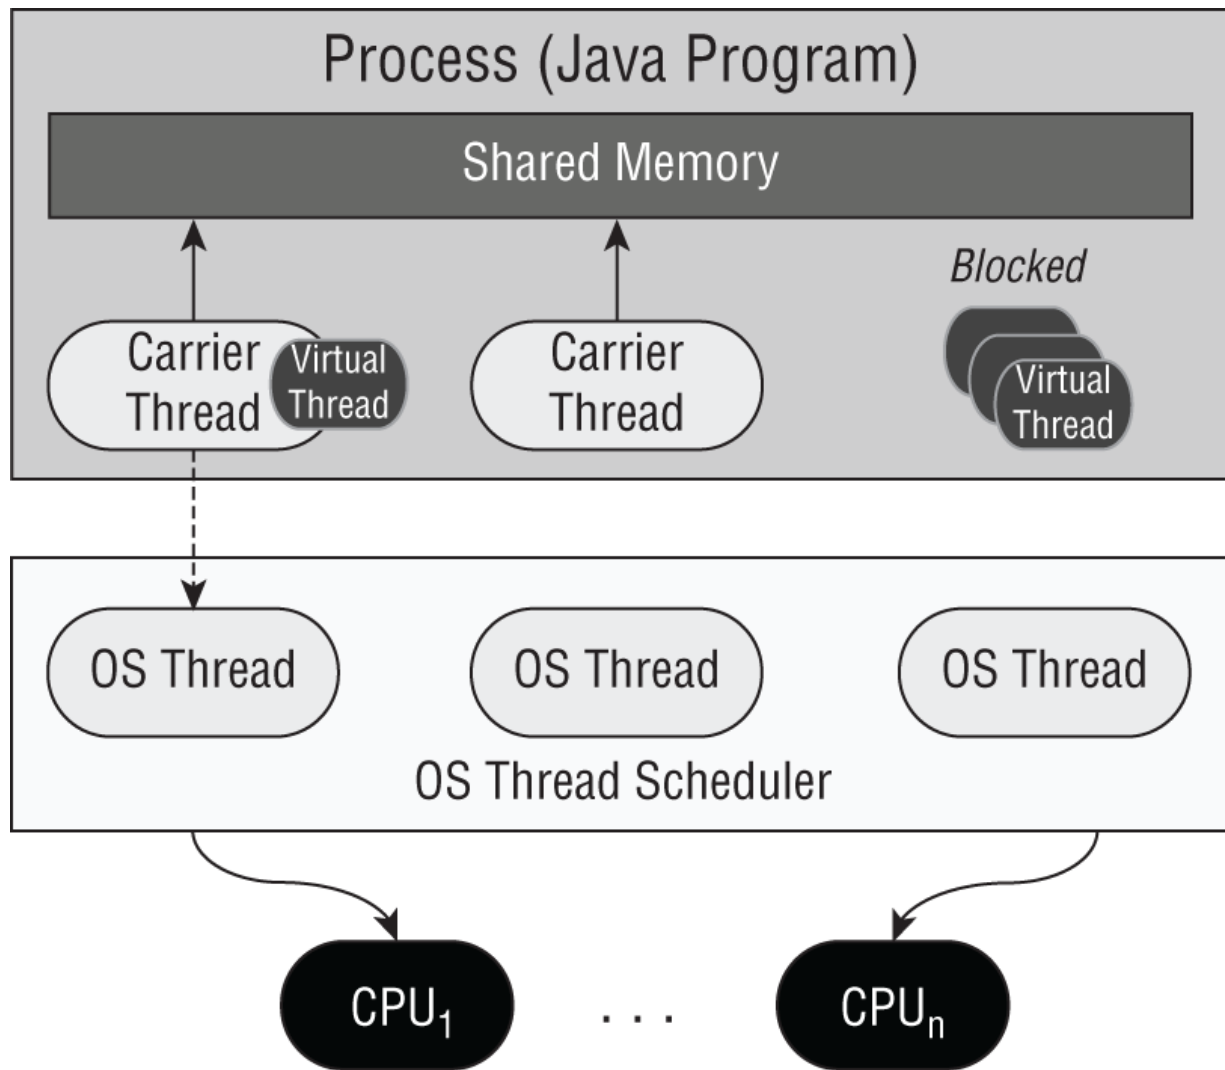 Process (Java Program)
Shared Memory
Blocked
Carrier
Thread
Virtual
Thread
Carrier
Thread
Virtual
Thread
OS Thread
OS Thread
OS Thread
OS Thread Scheduler
CPU₁
. . .
CPUₙ